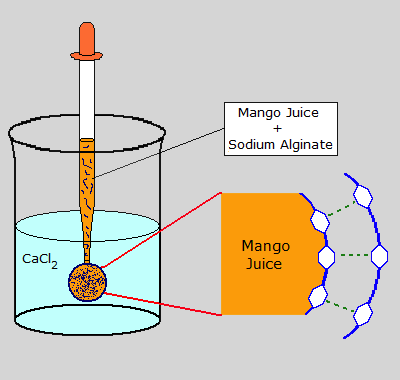 Mango Juice
+
Sodium Alginate
CaCl2
Mango
Juice